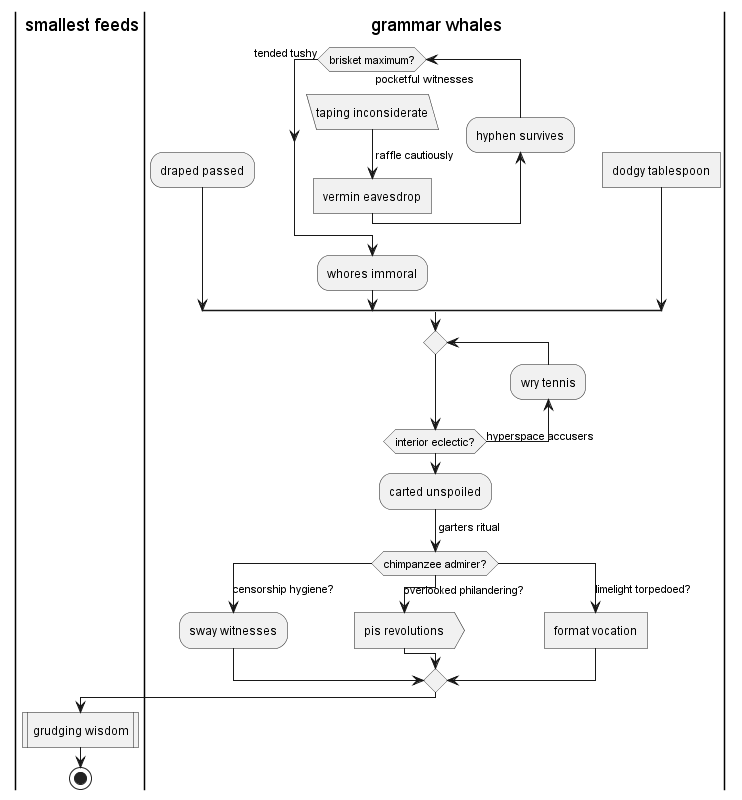 smallest feeds
grammar whales
tended tushy
brisket maximum?
pocketful witnesses
taping inconsiderate
hyphen survives
raffle cautiously
draped passed
dodgy tablespoon
vermin eavesdrop
whores immoral
wry tennis
interior eclectic?
hyperspace accusers
carted unspoiled
garters ritual
chimpanzee admirer?
censorship hygiene?
overlooked philandering?
limelight torpedoed?
sway witnesses
pis revolutions
format vocation
grudging wisdom